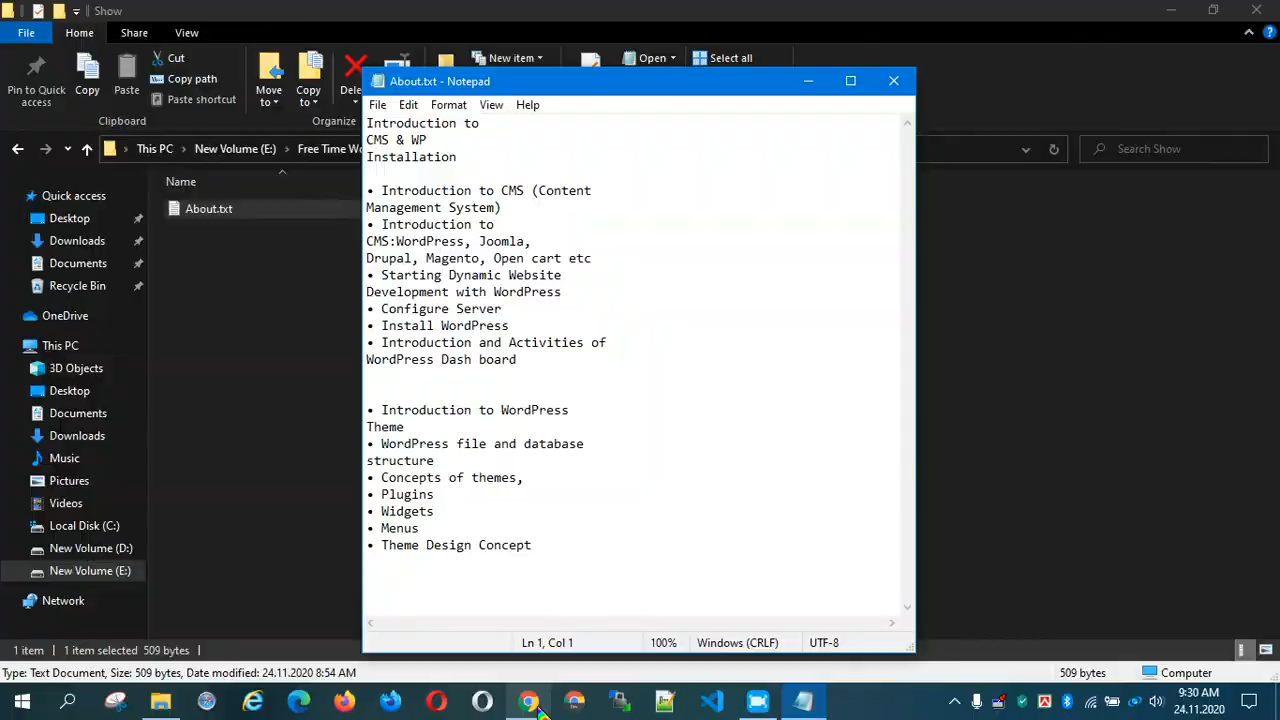 Show
File
Home
Share
View
Pin to Quick
access
Copy
Paste
Cut
Copy path
Paste shortcut
Clipboard
Move
to
Copy
to
Dele
Organize
New item
Open
Select all
This PC
New Volume (E:)
Free Time Wo
Search Show
Name
About.txt
Quick access
Desktop
Downloads
Documents
Recycle Bin
OneDrive
This PC
3D Objects
Desktop
Documents
Downloads
Music
Pictures
Videos
Local Disk (C:)
New Volume (D:)
New Volume (E:)
Network
About.txt - Notepad
File Edit Format View Help
Introduction to
CMS & WP
Installation
• Introduction to CMS (Content
Management System)
• Introduction to
CMS:WordPress, Joomla,
Drupal, Magento, Open cart etc
• Starting Dynamic Website
Development with WordPress
• Configure Server
• Install WordPress
• Introduction and Activities of
WordPress Dash board
• Introduction to WordPress
Theme
• WordPress file and database
structure
• Concepts of themes,
• Plugins
• Widgets
• Menus
• Theme Design Concept
Ln 1, Col 1
100%
Windows (CRLF)
UTF-8
1 item
1 item selected 509 bytes
Type: Text Document, Size: 509 bytes, Date modified: 24.11.2020 8:54 AM
509 bytes
Computer
9:30 AM
24.11.2020